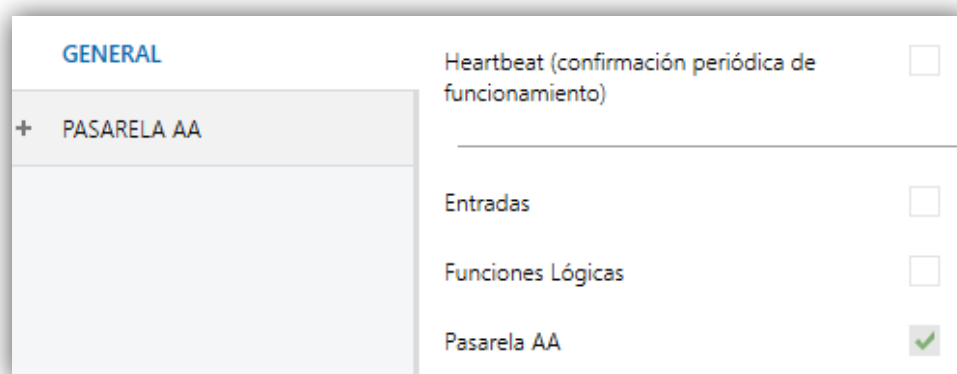 GENERAL
+ PASARELA AA
Heartbeat (confirmación periódica de
funcionamiento)
Entradas
Funciones Lógicas
Pasarela AA